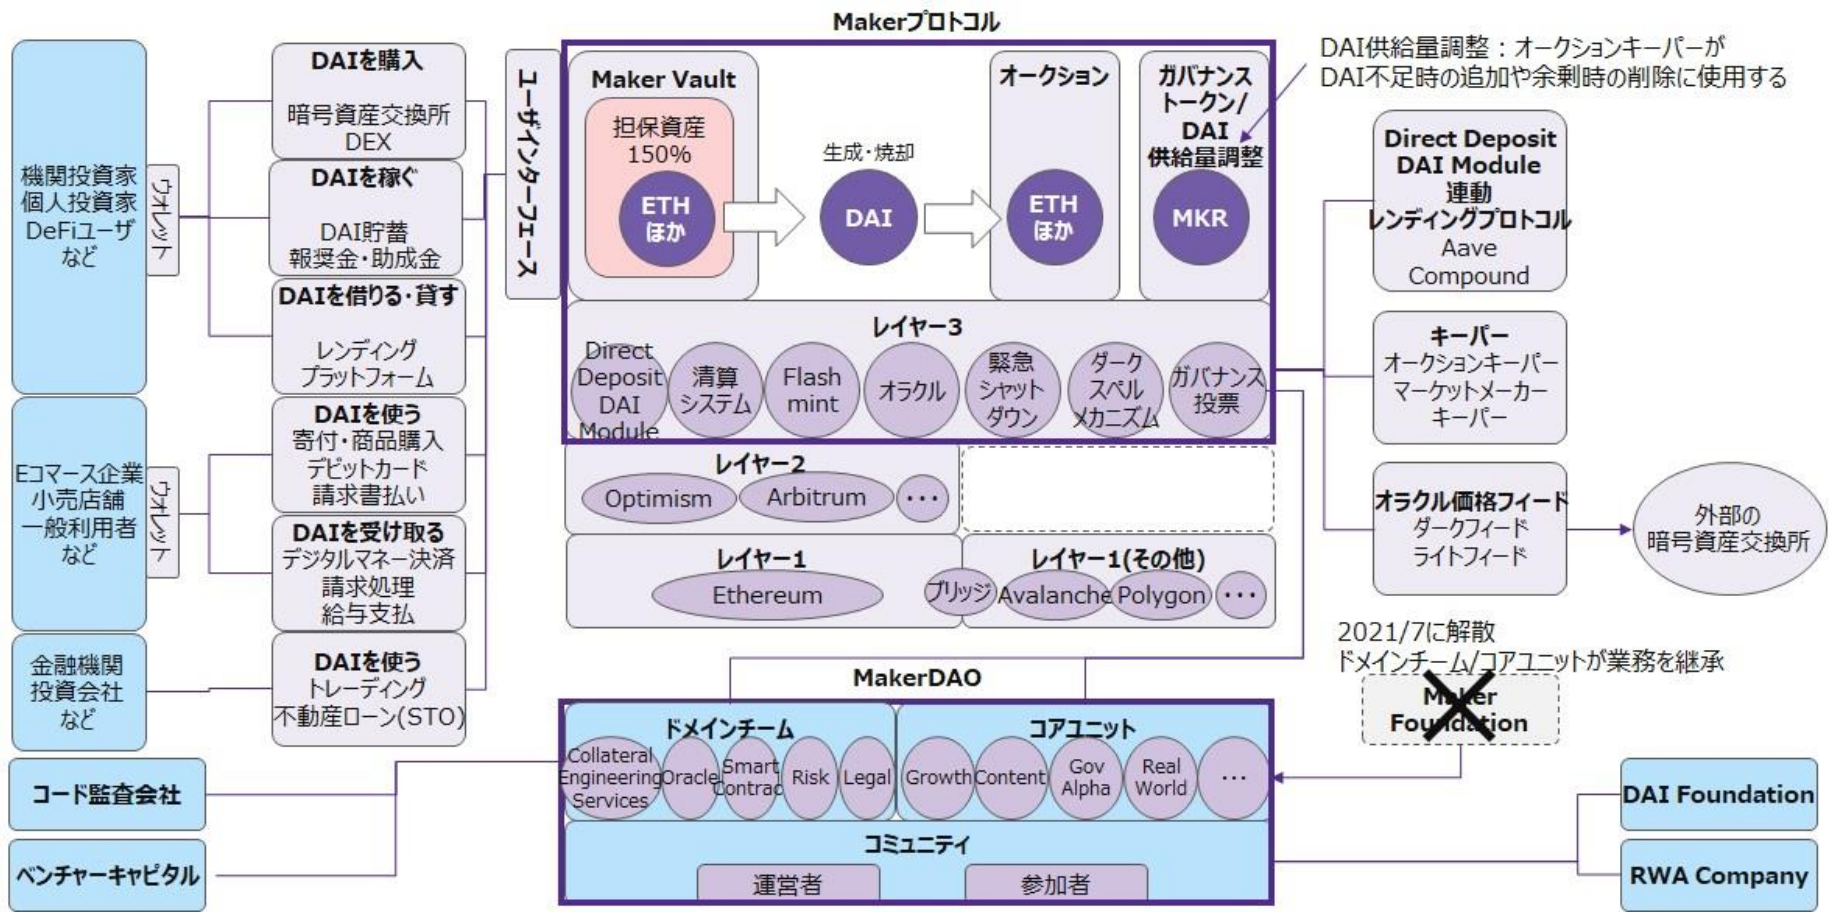 Makerプロトコル
機関投資家
個人投資家
DeFiユーザ
など
ウォレット
Eコマース企業
小売店舗
一般利用者
など
ウォレット
金融機関
投資会社
など
コード監査会社
ベンチャーキャピタル
DAIを購入
暗号資産交換所
DEX
DAIを稼ぐ
DAI貯蓄
報奨金・助成金
DAIを借りる・貸す
レンディング
プラットフォーム
DAIを使う
寄付・商品購入
デビットカード
請求書払い
DAIを受け取る
デジタルマネー決済
請求処理
給与支払
DAIを使う
トレーディング
不動産ローン(STO)
ユーザインターフェース
Maker Vault
担保資産
150%
ETH
ほか
生成・焼却
DAI
オークション
ETH
ほか
ガバナンス
トークン/
DAI
供給量調整
MKR
レイヤー3
Direct
Deposit
DAI
Module
清算
システム
Flash
mint
オラクル
緊急
シャット
ダウン
ダーク
スペル
メカニズム
ガバナンス
投票
レイヤー2
Optimism
Arbitrum
・・・
レイヤー1
Ethereum
ブリッジ
レイヤー1(その他)
Avalanche
Polygon
・・・
DAI供給量調整：オークションキーパーが
DAI不足時の追加や余剰時の削除に使用する
Direct Deposit
DAI Module
連動
レンディングプロトコル
Aave
Compound
キーパー
オークションキーパー
マーケットメーカー
キーパー
オラクル価格フィード
ダークフィード
ライトフィード
外部の
暗号資産交換所
2021/7に解散
ドメインチーム/コアユニットが業務を継承
Maker
Foundation
MakerDAO
ドメインチーム
Collateral
Engineering
Services
Oracle
Smart
Contrac
Risk
Legal
コアユニット
Growth
Content
Gov
Alpha
Real
World
・・・
コミュニティ
運営者
参加者
DAI Foundation
RWA Company